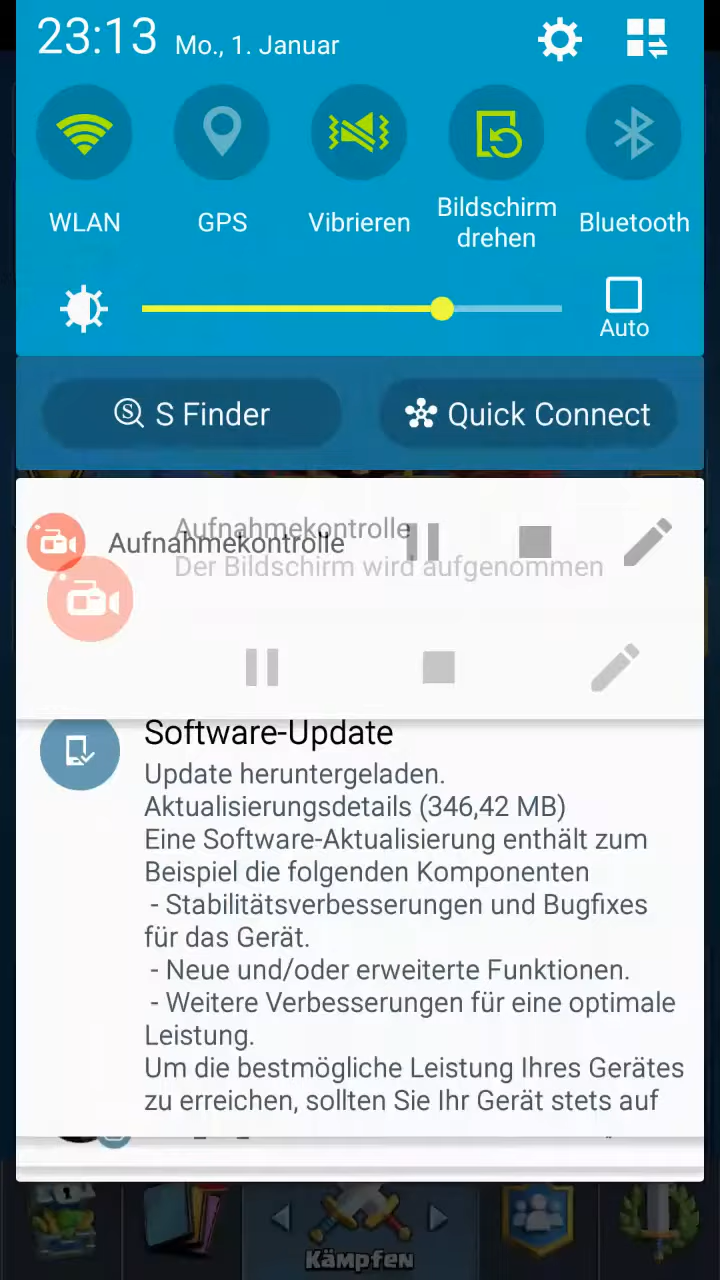 23:13 Mo., 1. Januar
WLAN GPS Vibrieren Bildschirm drehen Bluetooth
Auto
S Finder Quick Connect
Aufnahmekontrolle
Aufnahmekontrolle
Der Bildschirm wird aufgenommen
Software-Update
Update heruntergeladen.
Aktualisierungsdetails (346,42 MB)
Eine Software-Aktualisierung enthält zum
Beispiel die folgenden Komponenten
- Stabilitätsverbesserungen und Bugfixes
für das Gerät.
- Neue und/oder erweiterte Funktionen.
- Weitere Verbesserungen für eine optimale
Leistung.
Um die bestmögliche Leistung Ihres Gerätes
zu erreichen, sollten Sie Ihr Gerät stets auf
Kämpfen